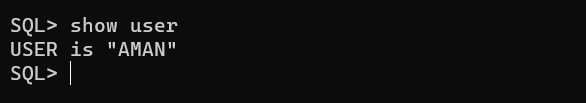 SQL> show user
USER is "AMAN"
SQL>